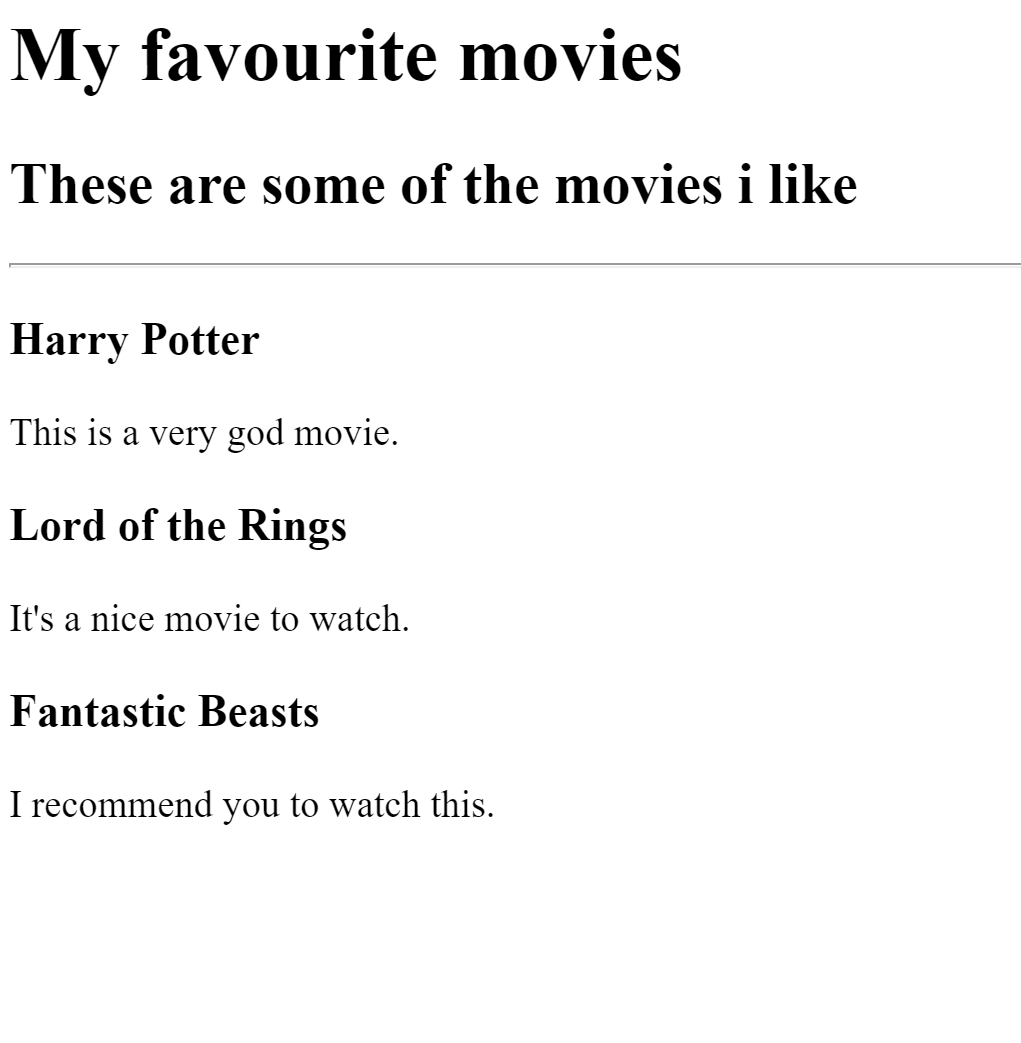 My favourite movies
These are some of the movies i like
Harry Potter
This is a very god movie.
Lord of the Rings
It's a nice movie to watch.
Fantastic Beasts
I recommend you to watch this.